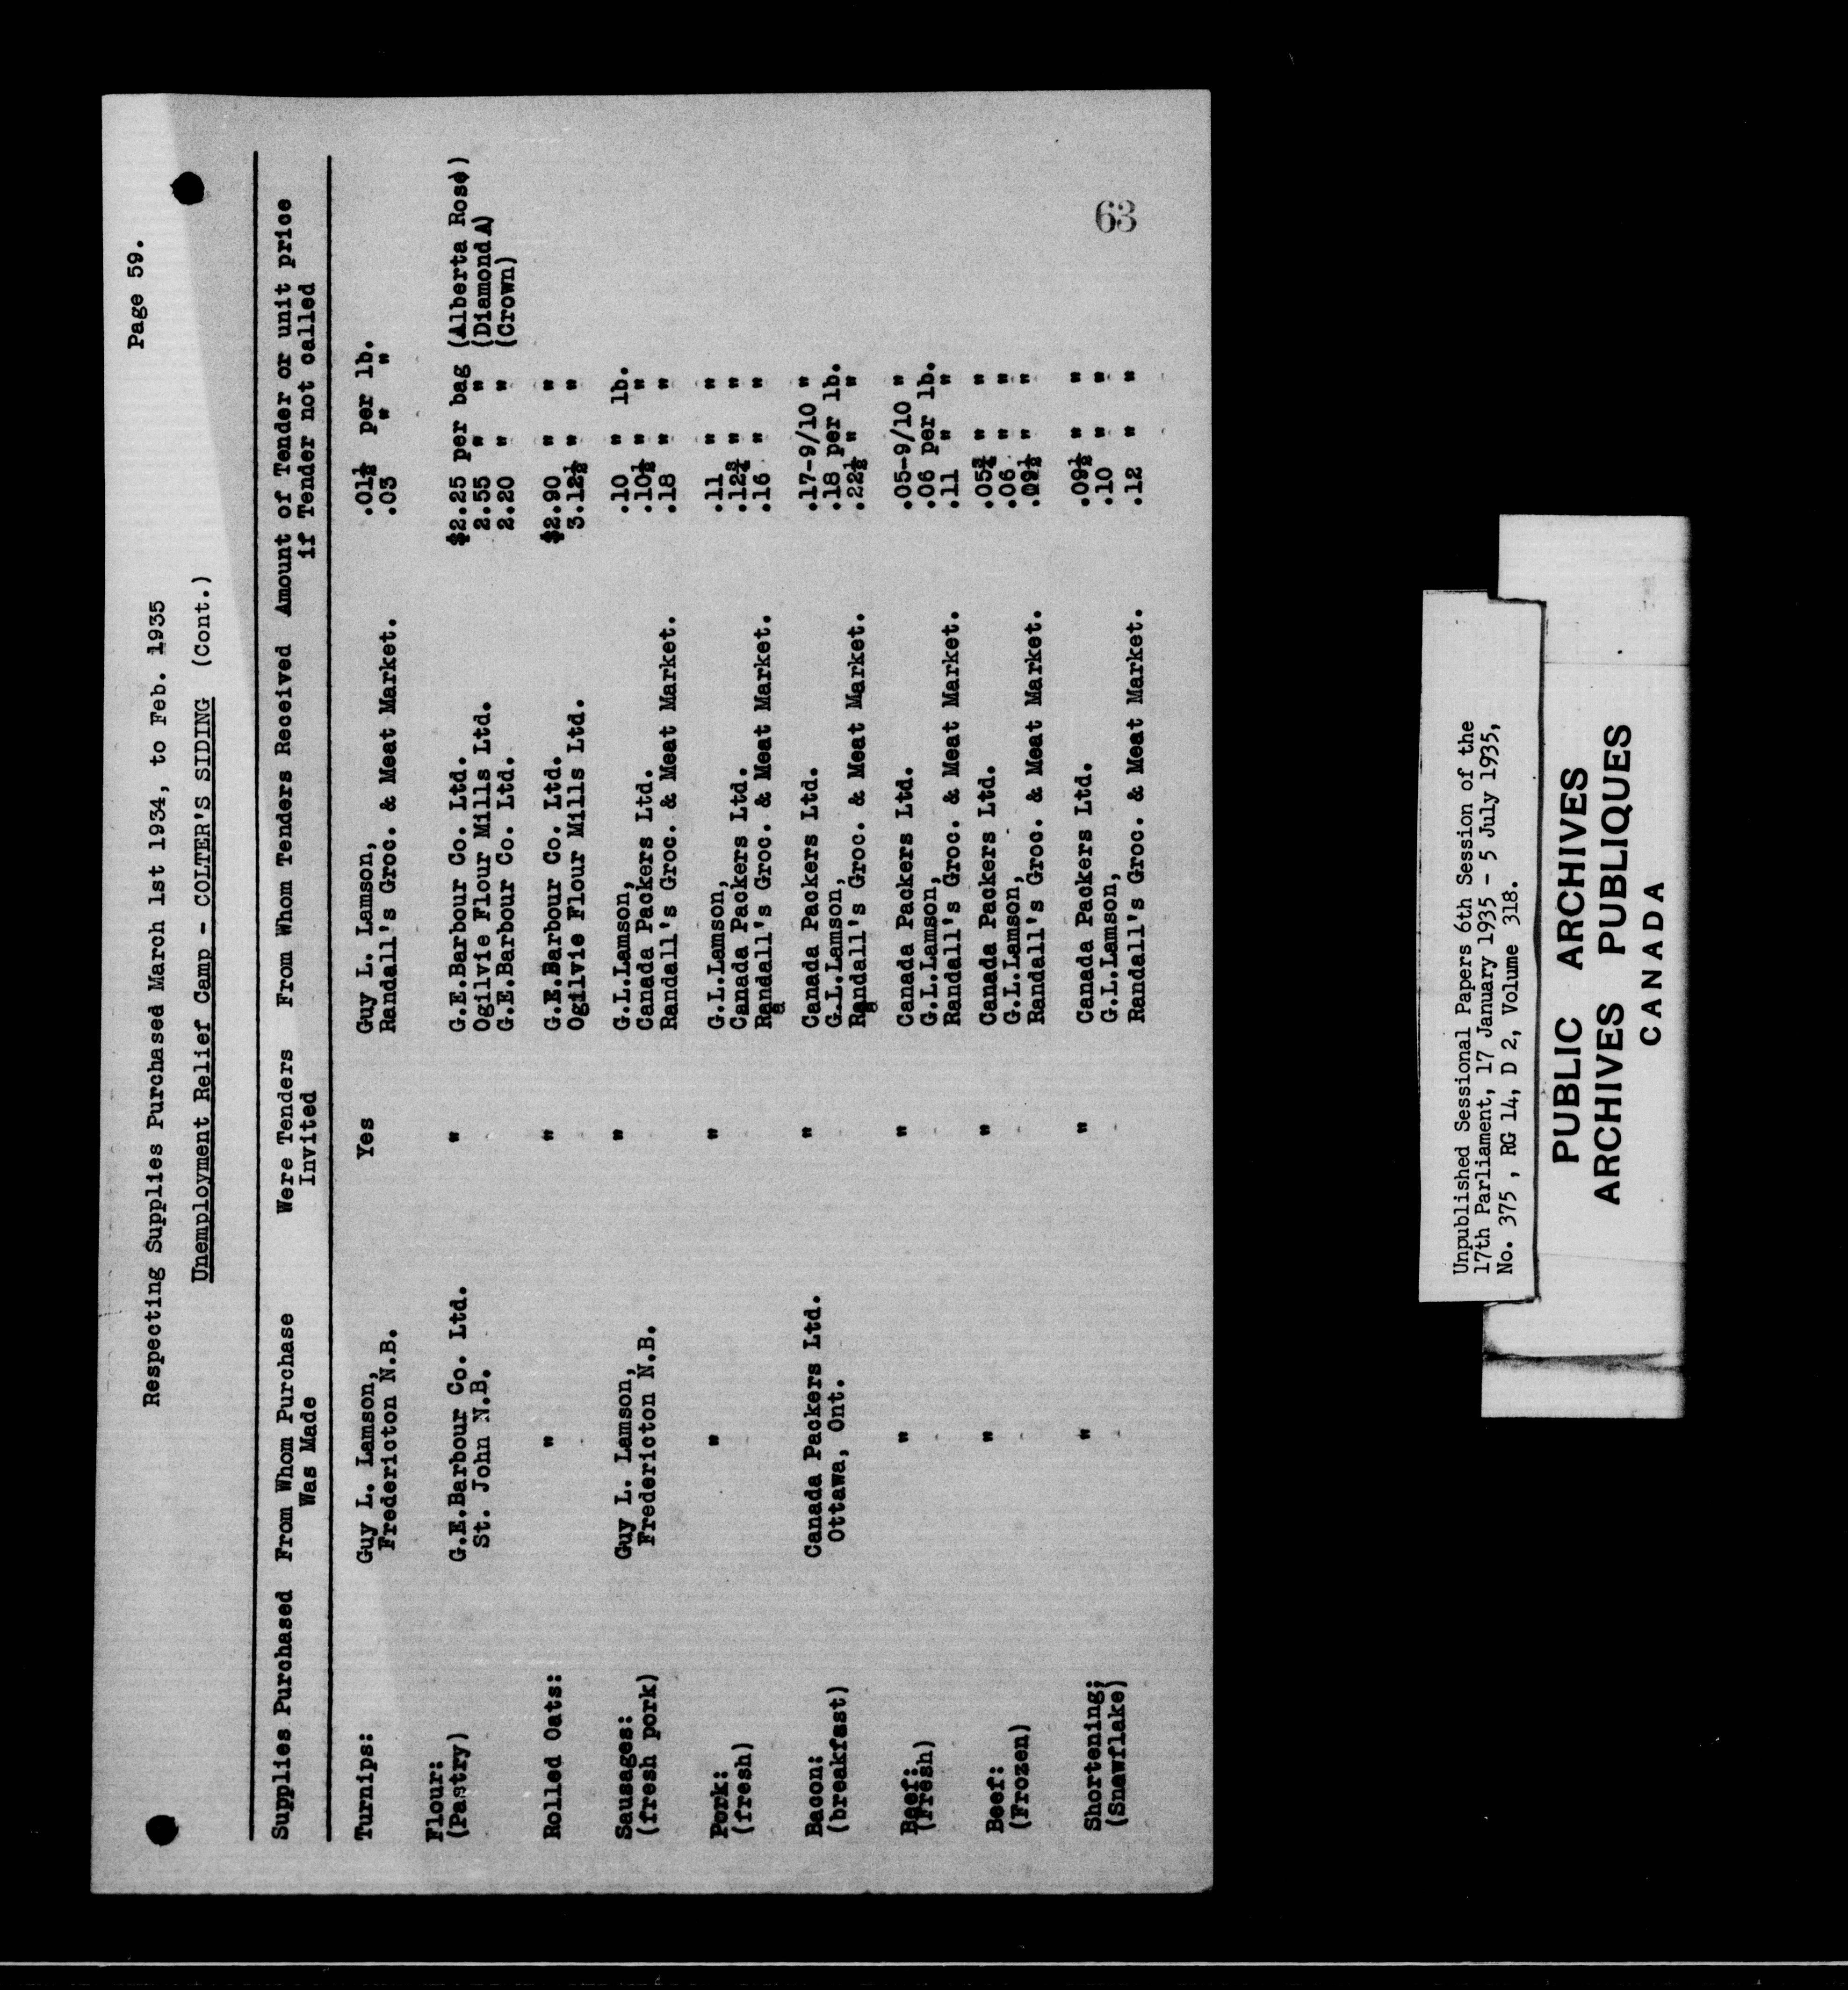 Page 59.
Respecting Supplies Purchased March 1st 1934, to Feb. 1935
Unemployment Relief Camp - COLTER'S SIDING (Cont.)
Supplies Purchased From Whom Purchase Were Tenders From Whom Tenders Received Amount of Tender or unit price
Was Made Invited if Tender not called
Turnips: Guy L. Lamson, Yes Guy L. Lamson, .01½ per lb.
Fredericton N.B. Randall's Groc. & Meat Market. .03 " "
Flour:
(Pastry) G.E.Barbour Co. Ltd. " G.E.Barbour Co. Ltd. $2.25 per bag (Alberta Rose)
St. John N.B. Ogilvie Flour Mills Ltd. 2.55 " " (Diamond A)
G.E.Barbour Co. Ltd. 2.20 " " (Crown)
Rolled Oats: " " G.E.Barbour Co. Ltd. $2.90 " "
Ogilvie Flour Mills Ltd. 3.12½ " "
Sausages: Guy L. Lamson, " G.L.Lamson, .10 " lb.
(fresh pork) Fredericton N.B. Canada Packers Ltd. .10½ " "
Randall's Groc. & Meat Market. .18 " "
Pork: " " G.L.Lamson, .11 " "
(fresh) Canada Packers Ltd. .12¾ " "
Randall's Groc. & Meat Market. .16 " "
Bacon: Canada Packers Ltd. " Canada Packers Ltd. .17-9/10 "
(breakfast) Ottawa, Ont. G.L.Lamson, .18 per lb.
Randall's Groc. & Meat Market. .22½ " "
Beef: " " Canada Packers Ltd. .05-9/10 "
(Fresh) G.L.Lamson, .06 per lb.
Randall's Groc. & Meat Market. .11 " "
Beef: " " Canada Packers Ltd. .05¾ " "
(Frozen) G.L.Lamson, .06 " "
Randall's Groc. & Meat Market. .09½ " "
Shortening; " " Canada Packers Ltd. .09½ " "
(Snowflake) G.L.Lamson, .10 " "
Randall's Groc. & Meat Market. .12 " "
63
Unpublished Sessional Papers 6th Session of the
17th Parliament, 17 January 1935 - 5 July 1935,
No. 375 , RG 14, D 2, Volume 318.
PUBLIC ARCHIVES
ARCHIVES PUBLIQUES
CANADA